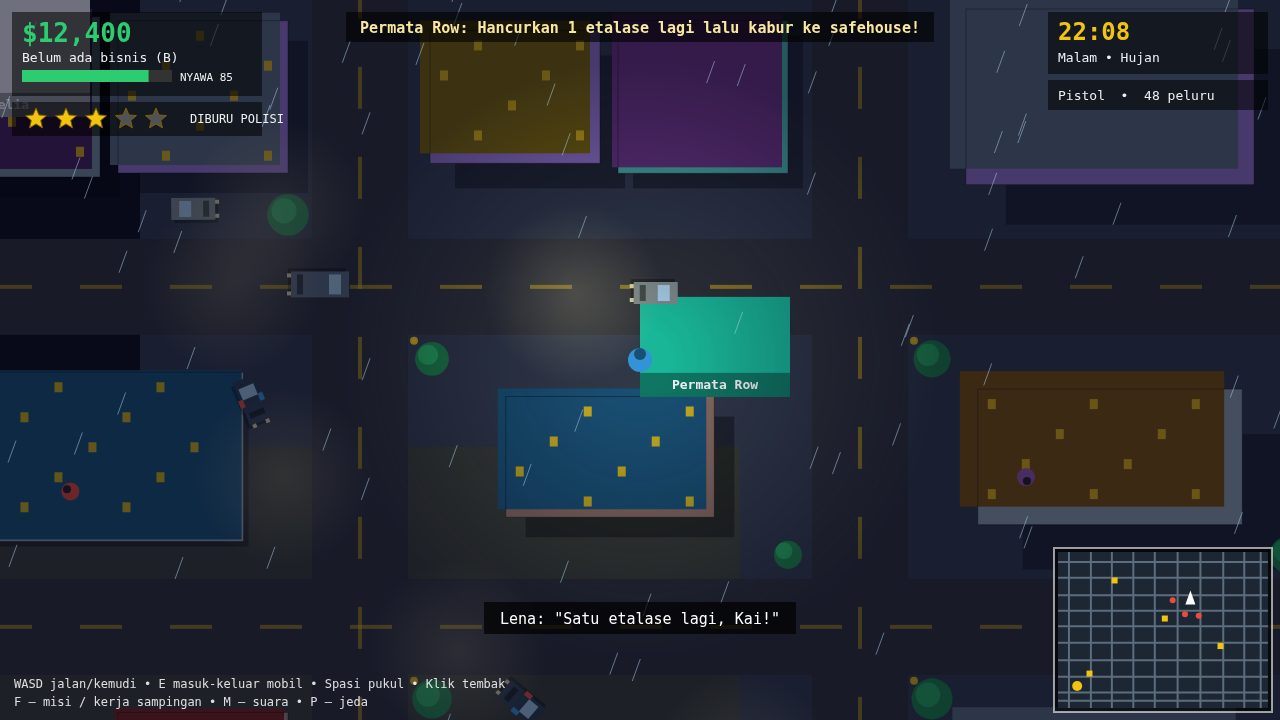 $12,400
Belum ada bisnis (B)
NYAWA 85
DIBURU POLISI
Permata Row: Hancurkan 1 etalase lagi lalu kabur ke safehouse!
22:08
Malam • Hujan
Pistol • 48 peluru
Permata Row
Lena: "Satu etalase lagi, Kai!"
WASD jalan/kemudi • E masuk-keluar mobil • Spasi pukul • Klik tembak
F — misi / kerja sampingan • M — suara • P — jeda